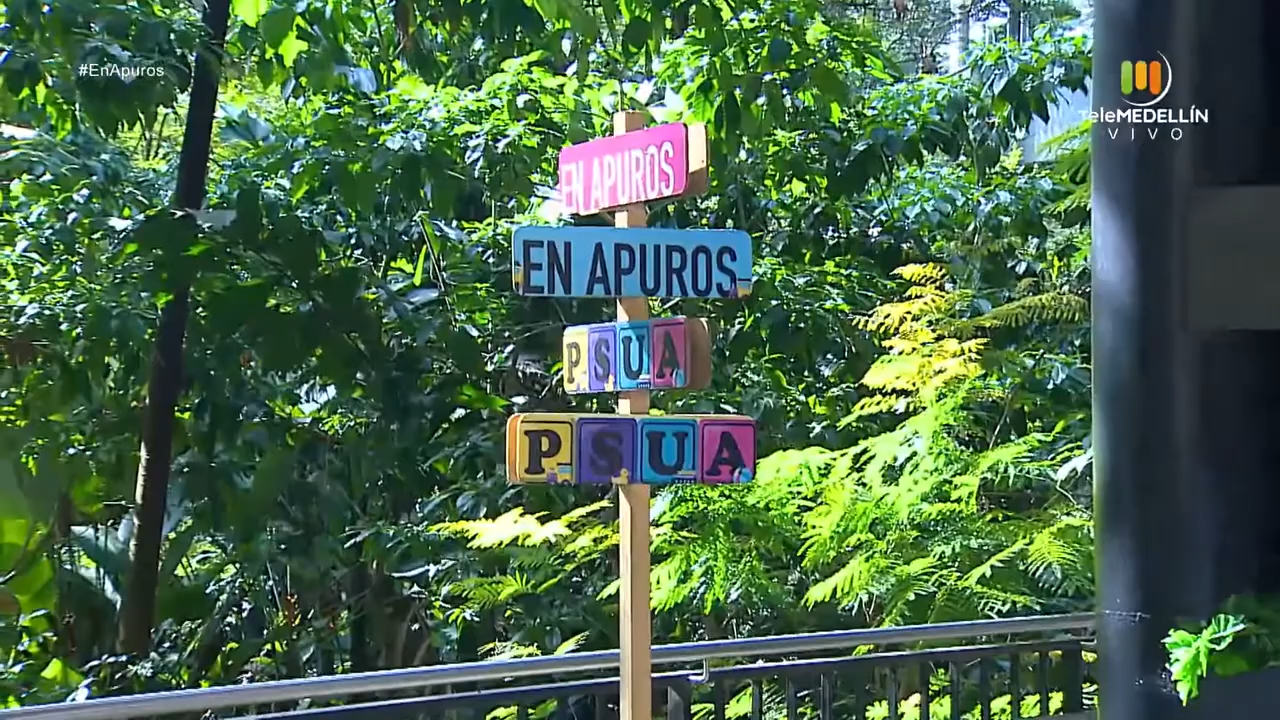 #EnApuros
teleMEDELLÍN
VIVO
EN APUROS
EN APUROS
PSUA
PSUA